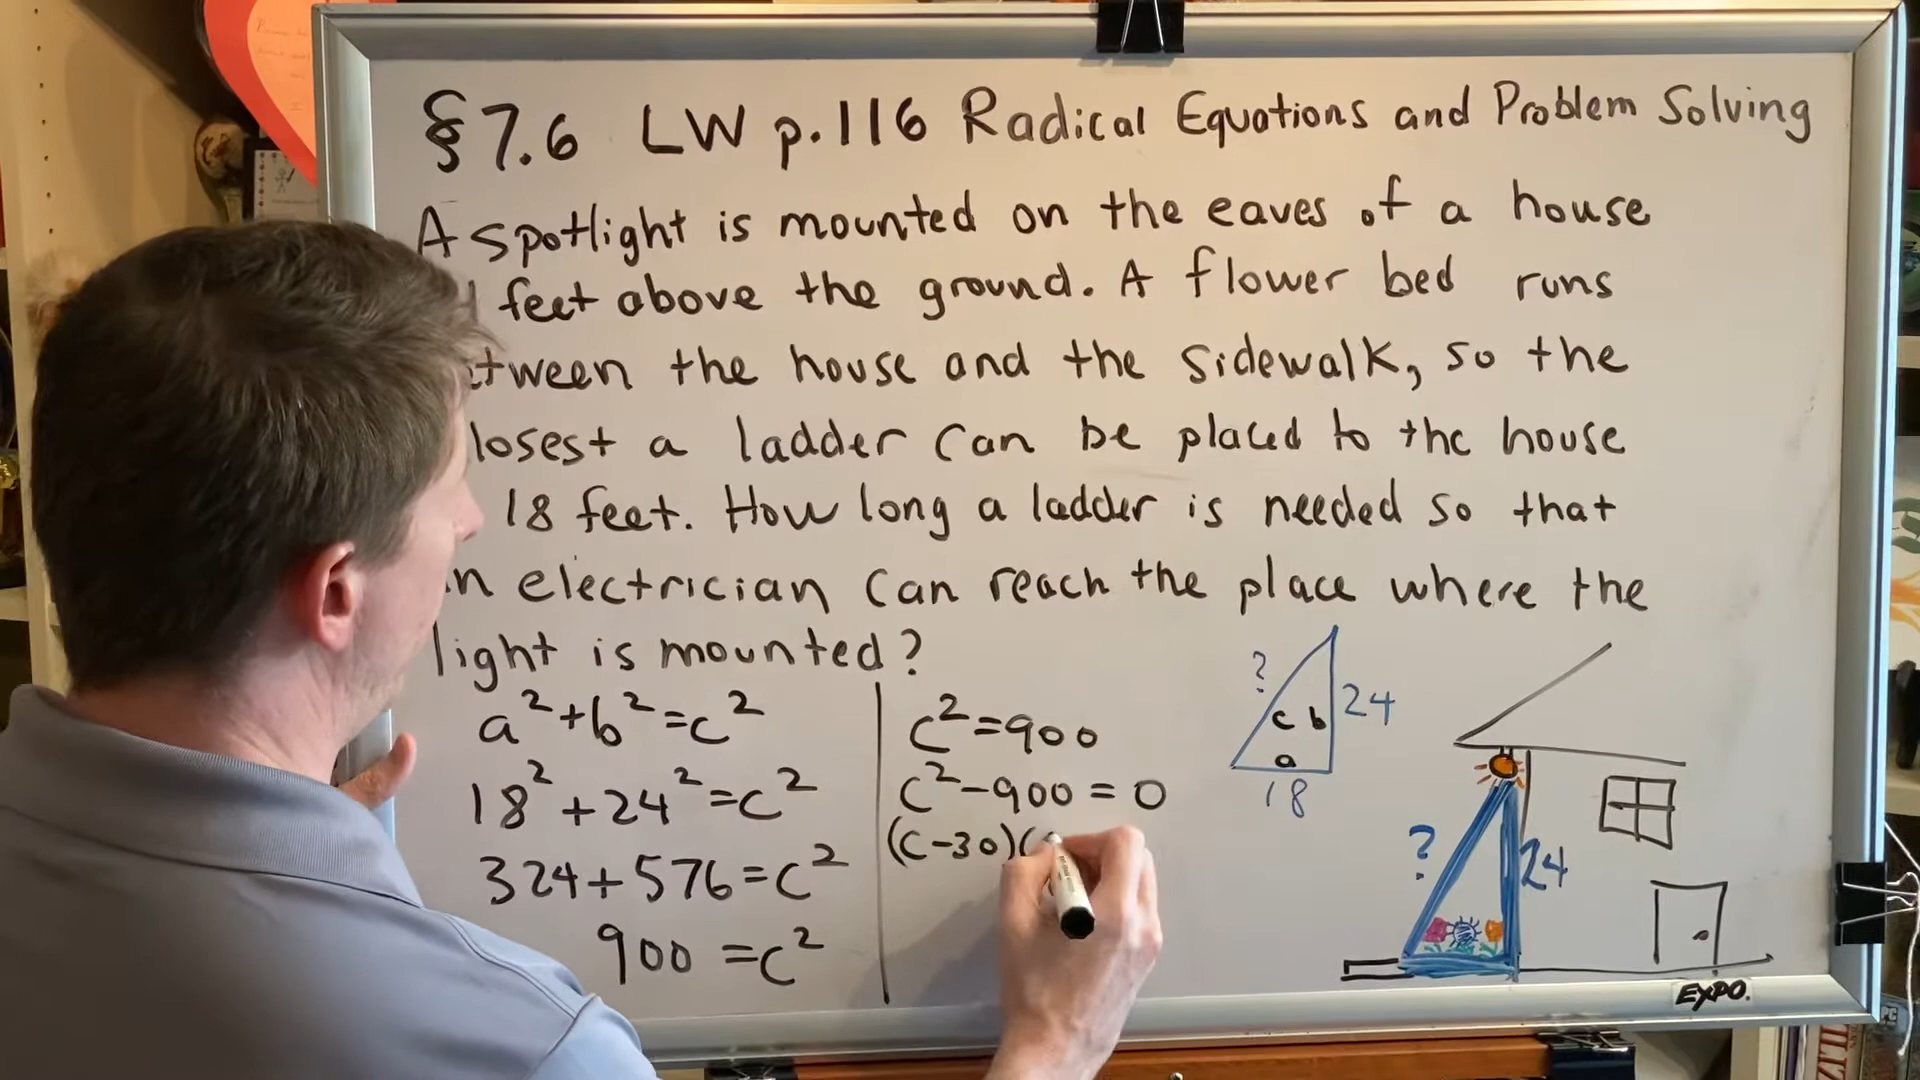 §7.6 LW p.116 Radical Equations and Problem Solving
A spotlight is mounted on the eaves of a house
feet above the ground. A flower bed runs
tween the house and the sidewalk, so the
losest a ladder can be placed to the house
18 feet. How long a ladder is needed so that
n electrician can reach the place where the
light is mounted?
a²+b²=c²
18²+24²=c²
324+576=c²
900=c²
c²=900
c²-900=0
(c-30)(
?
c b 24
a
18
?
24
EXPO.